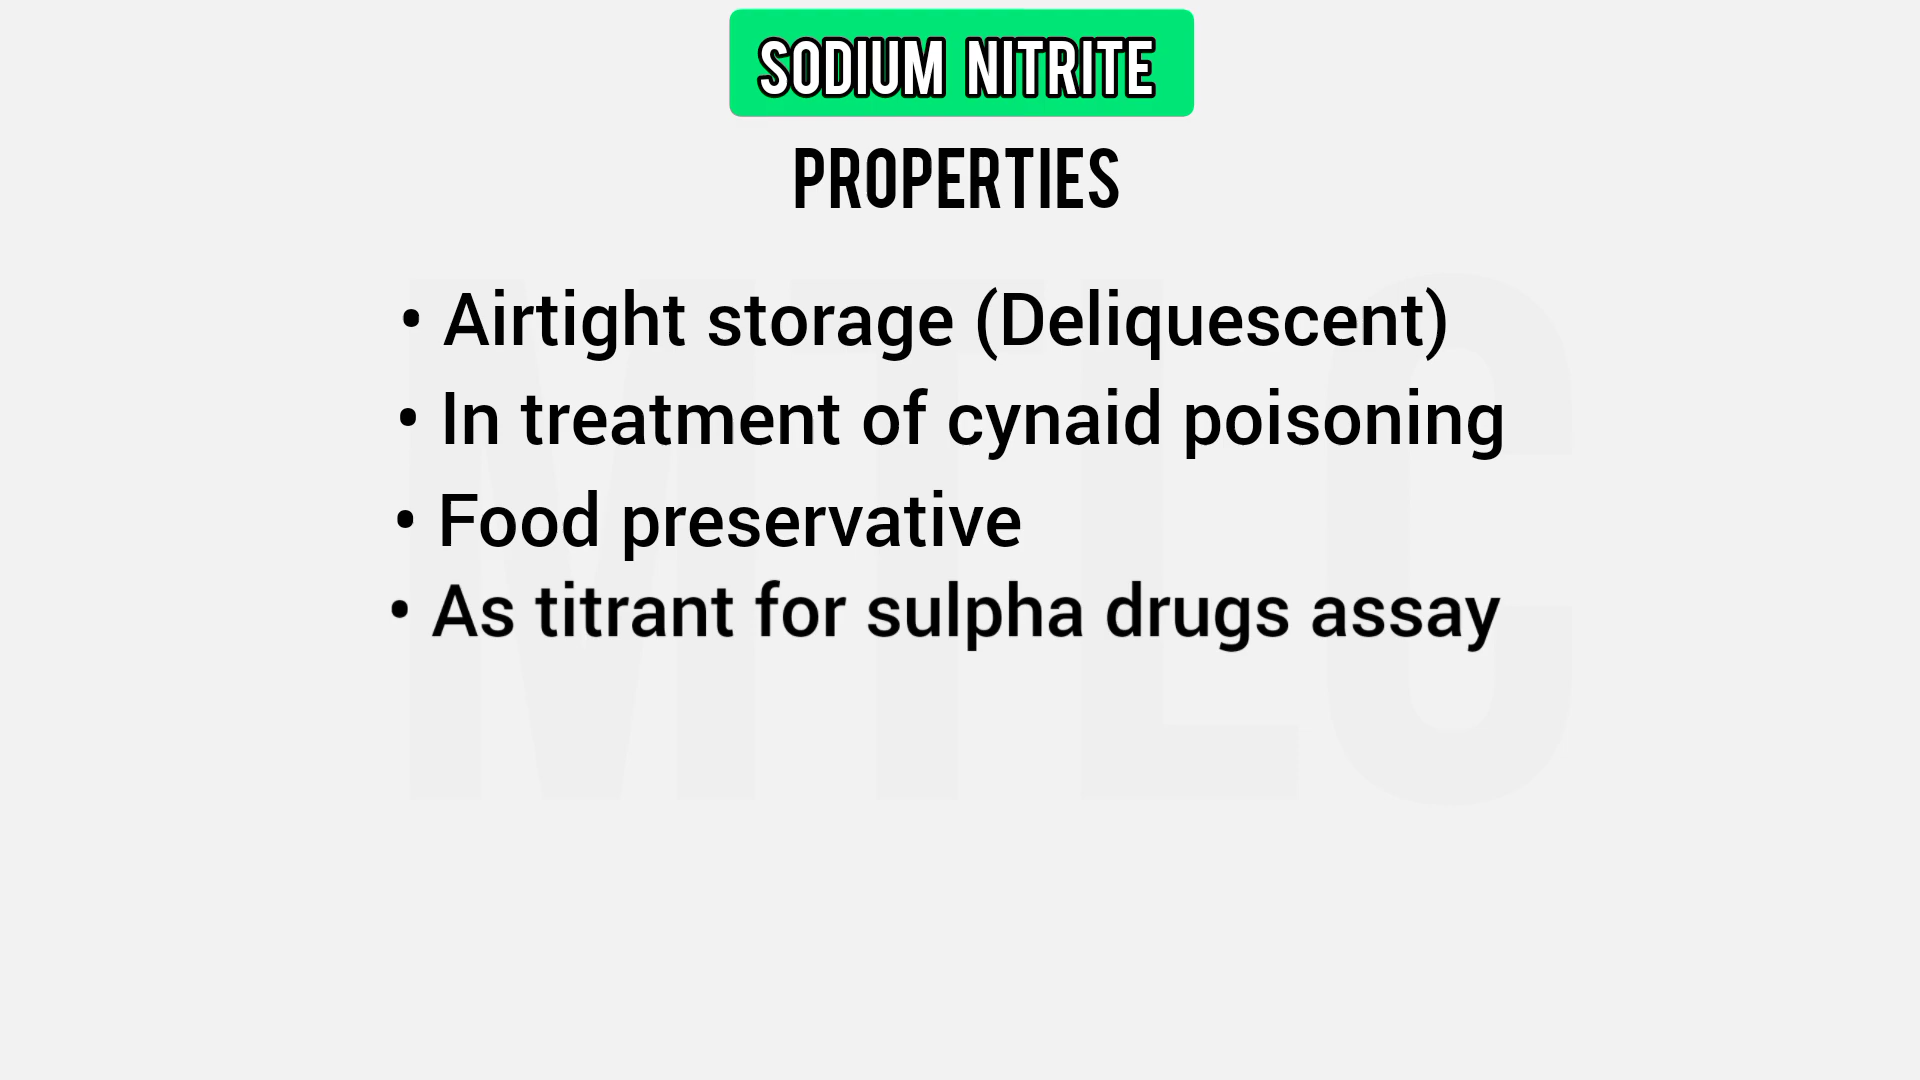 SODIUM NITRITE
PROPERTIES
• Airtight storage (Deliquescent)
• In treatment of cynaid poisoning
• Food preservative
• As titrant for sulpha drugs assay
MTLC